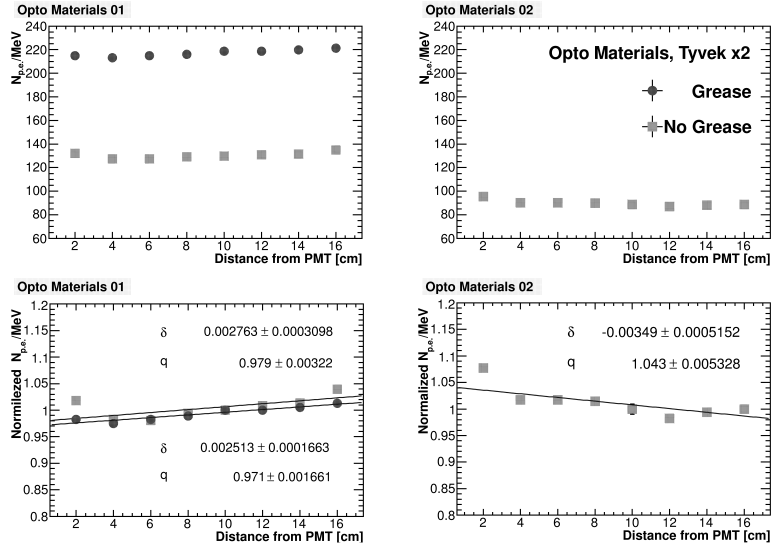 Opto Materials 01
N_p.e./MeV
240
220
200
180
160
140
120
100
80
60
2 4 6 8 10 12 14 16
Distance from PMT [cm]
Opto Materials 02
N_p.e./MeV
240
220
200
180
160
140
120
100
80
60
Opto Materials, Tyvek x2
Grease
No Grease
2 4 6 8 10 12 14 16
Distance from PMT [cm]
Opto Materials 01
Normilezed N_p.e./MeV
1.2
1.15
1.1
1.05
1
0.95
0.9
0.85
0.8
δ 0.002763 ± 0.0003098
q 0.979 ± 0.00322
δ 0.002513 ± 0.0001663
q 0.971 ± 0.001661
2 4 6 8 10 12 14 16
Distance from PMT [cm]
Opto Materials 02
Normalized N_p.e./MeV
1.2
1.15
1.1
1.05
1
0.95
0.9
0.85
0.8
δ -0.00349 ± 0.0005152
q 1.043 ± 0.005328
2 4 6 8 10 12 14 16
Distance from PMT [cm]